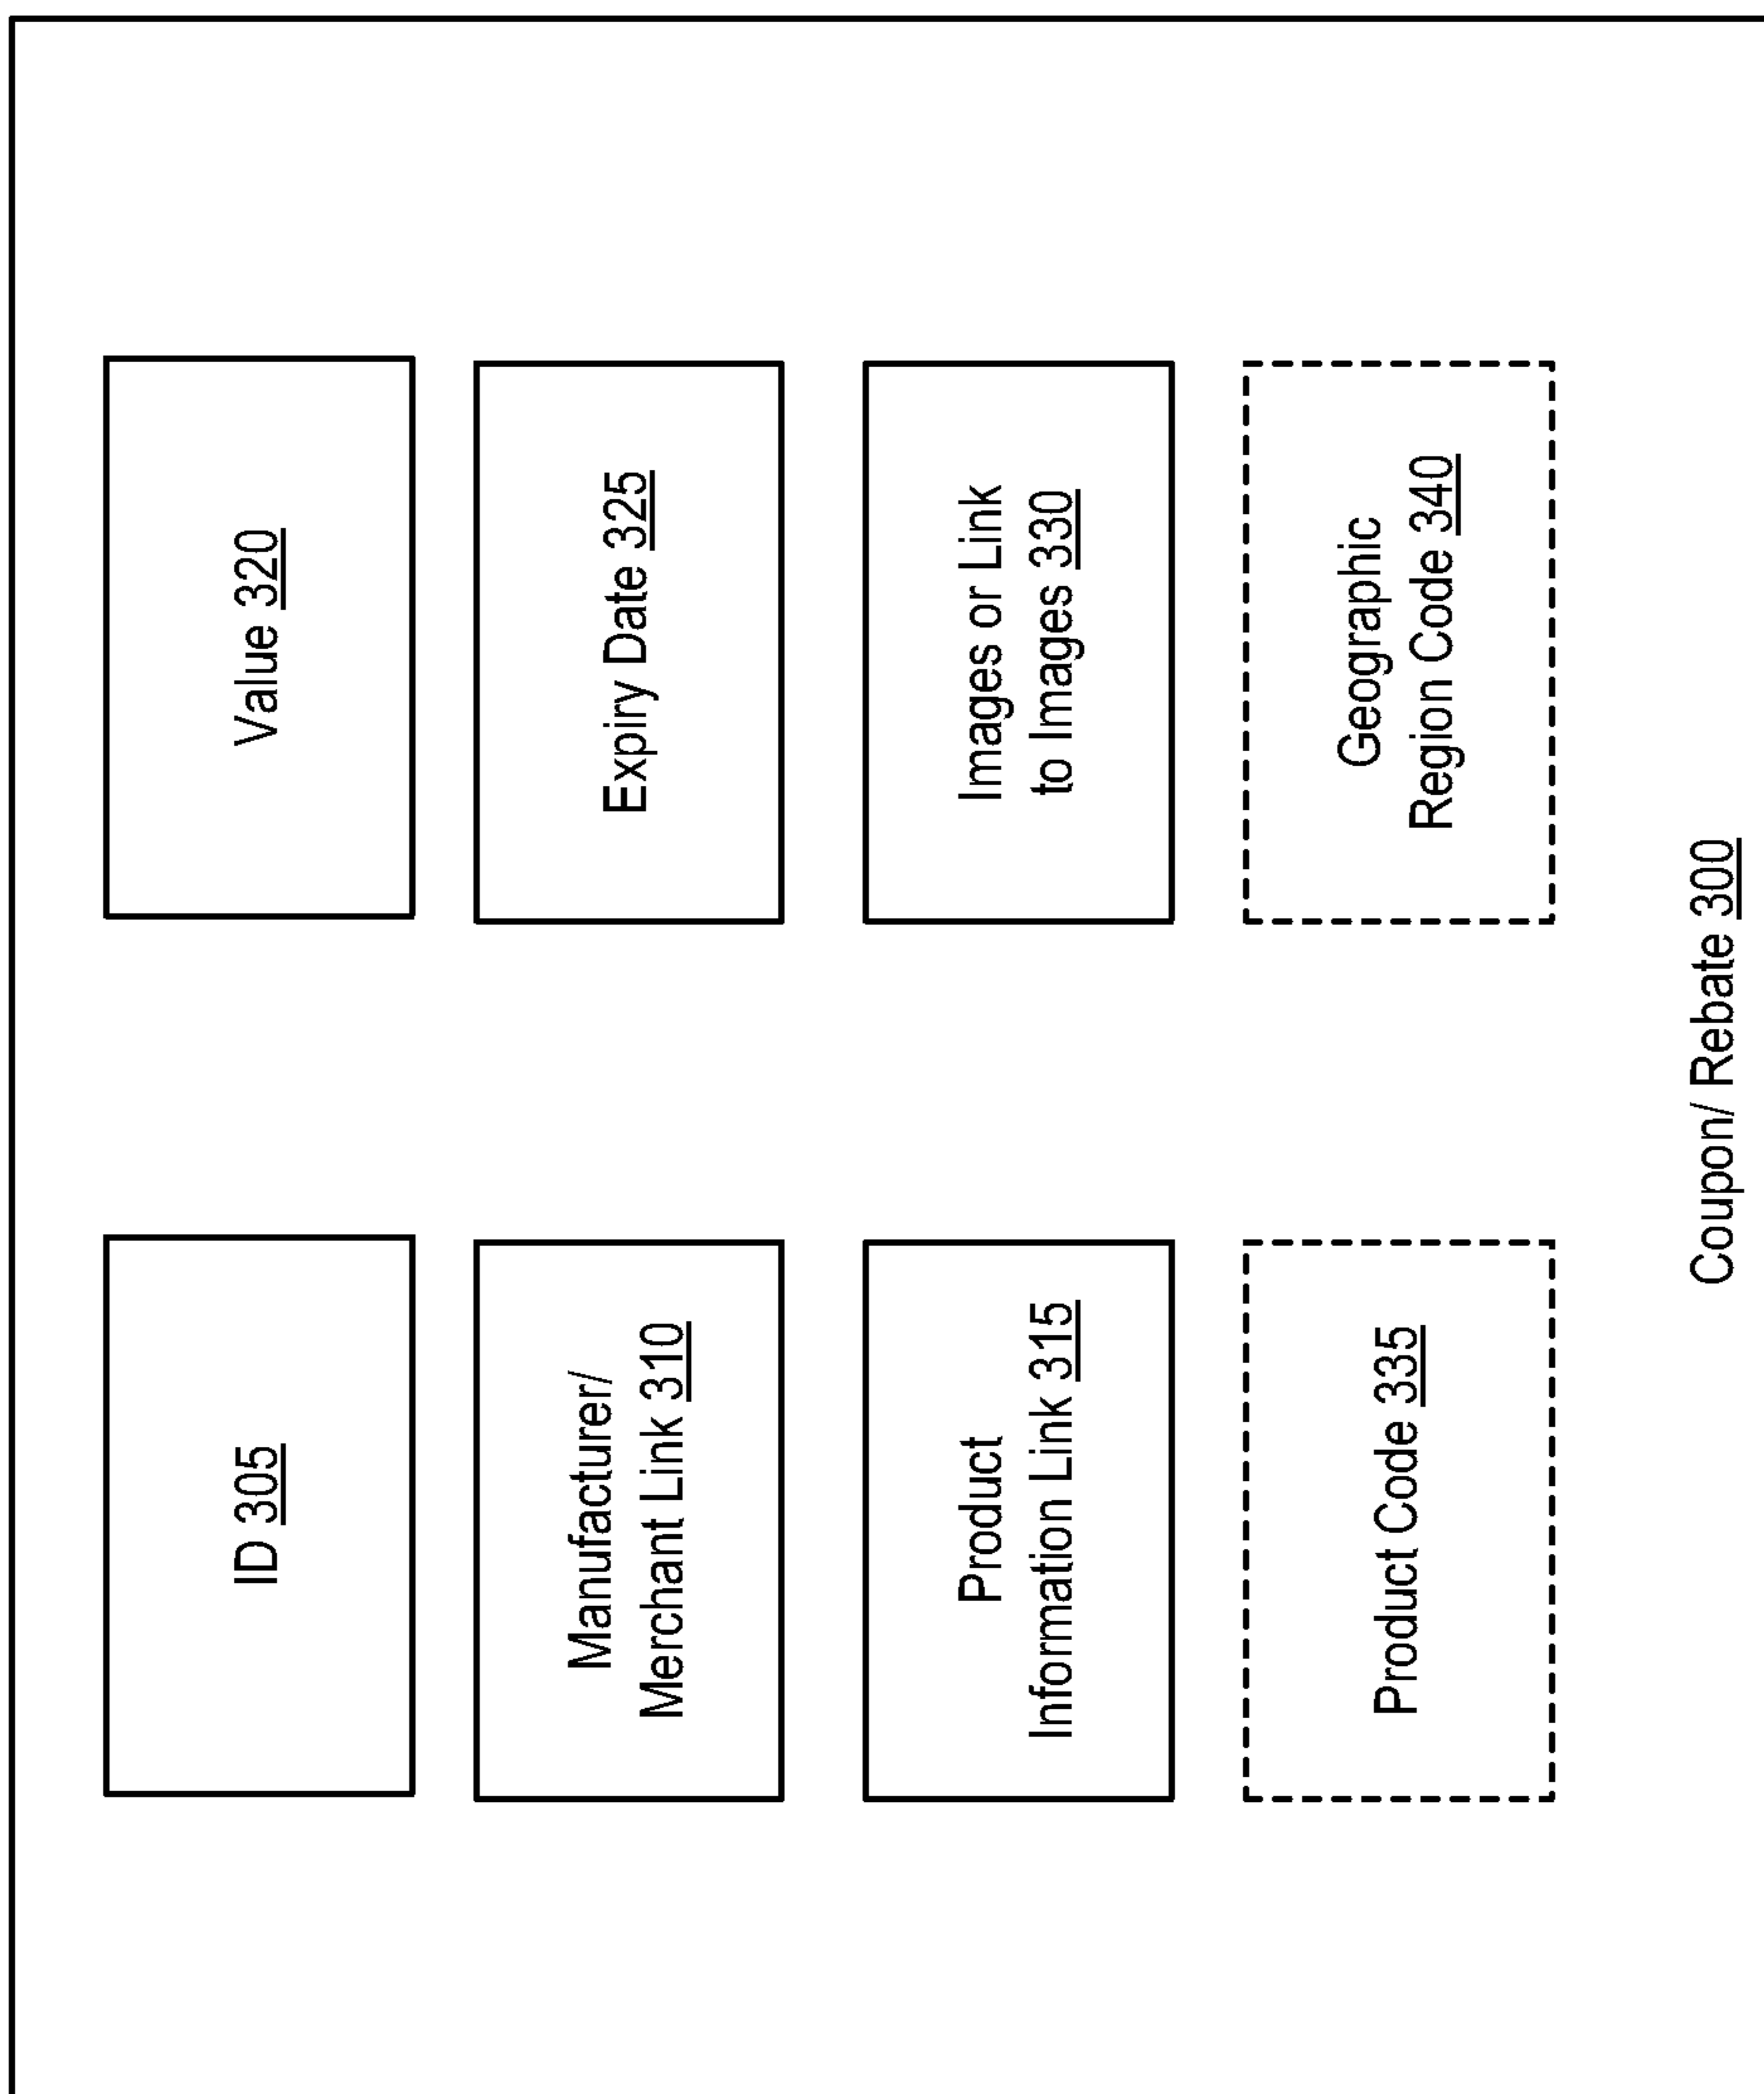 ID 305
Value 320
Manufacturer/
Merchant Link 310
Expiry Date 325
Product
Information Link 315
Images or Link
to Images 330
Product Code 335
Geographic
Region Code 340
Coupon/ Rebate 300